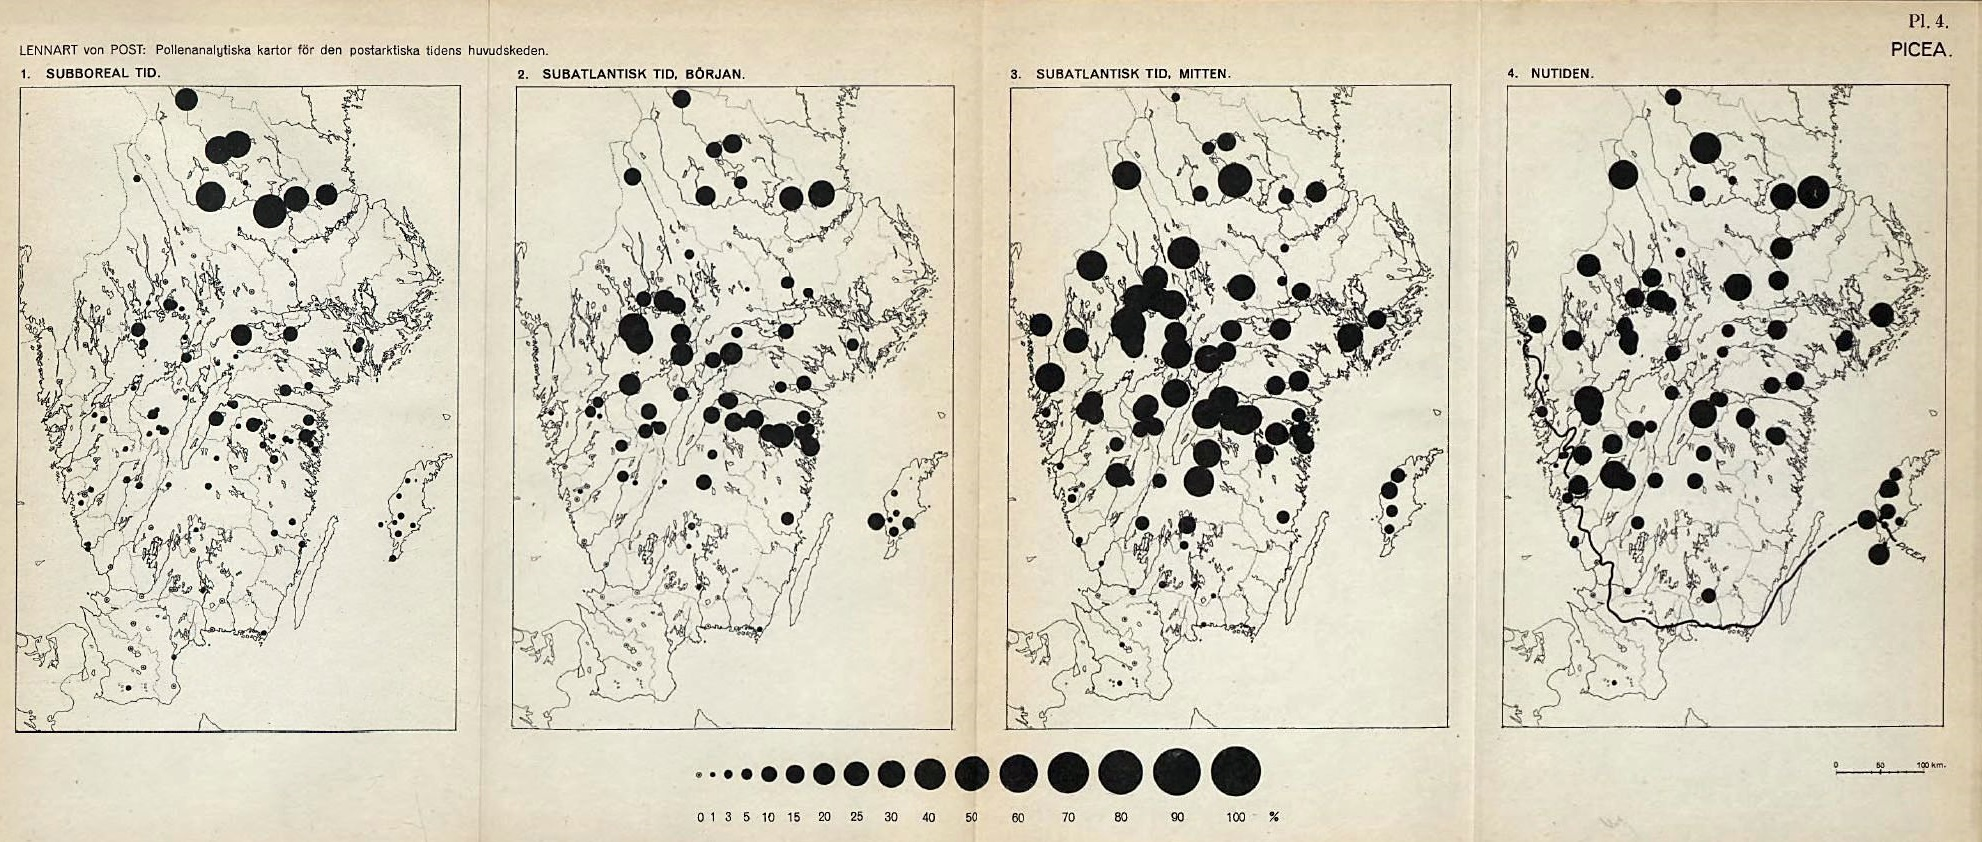 Pl. 4.
LENNART von POST: Pollenanalytiska kartor för den postarktiska tidens huvudskeden.
PICEA.
1. SUBBOREAL TID.
2. SUBATLANTISK TID, BÖRJAN.
3. SUBATLANTISK TID, MITTEN.
4. NUTIDEN.
PICEA
0 50 100 km.
0 1 3 5 10 15 20 25 30 40 50 60 70 80 90 100 %